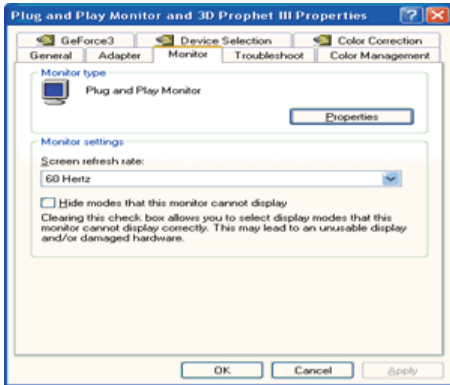 Plug and Play Monitor and 3D Prophet III Properties
GeForce3 Device Selection Color Correction
General Adapter Monitor Troubleshoot Color Management
Monitor type
Plug and Play Monitor
Properties
Monitor settings
Screen refresh rate:
60 Hertz
Hide modes that this monitor cannot display
Clearing this check box allows you to select display modes that this
monitor cannot display correctly. This may lead to an unusable display
and/or damaged hardware.
OK Cancel Apply